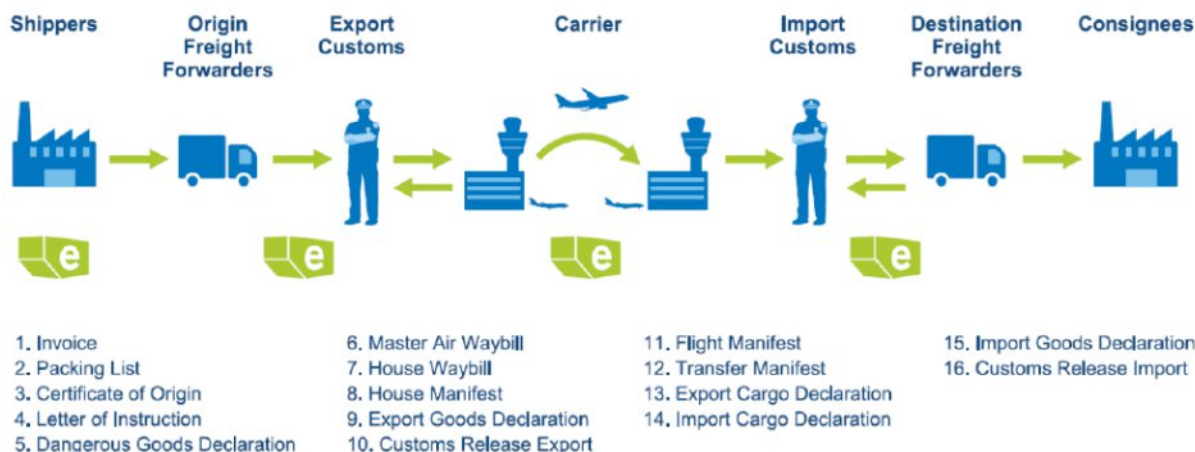 Shippers
Origin
Freight
Forwarders
Export
Customs
Carrier
Import
Customs
Destination
Freight
Forwarders
Consignees
e
e
e
e
1. Invoice
2. Packing List
3. Certificate of Origin
4. Letter of Instruction
5. Dangerous Goods Declaration
6. Master Air Waybill
7. House Waybill
8. House Manifest
9. Export Goods Declaration
10. Customs Release Export
11. Flight Manifest
12. Transfer Manifest
13. Export Cargo Declaration
14. Import Cargo Declaration
15. Import Goods Declaration
16. Customs Release Import